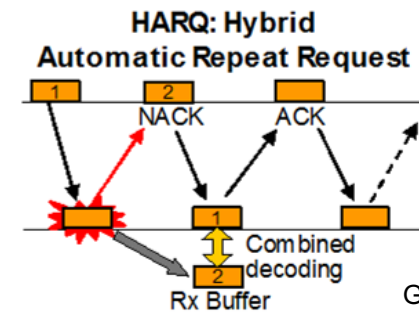 HARQ: Hybrid
Automatic Repeat Request
1
2
NACK
ACK
1
Combined
decoding
2
Rx Buffer
G